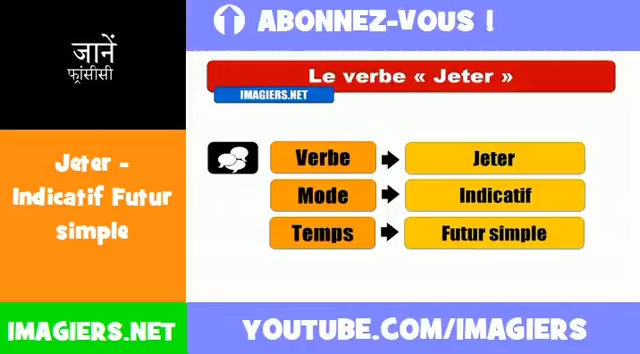 जानें
फ्रांसीसी
Jeter -
Indicatif Futur
simple
IMAGIERS.NET
ABONNEZ-VOUS !
Le verbe « Jeter »
IMAGIERS.NET
Verbe Jeter
Mode Indicatif
Temps Futur simple
YOUTUBE.COM/IMAGIERS